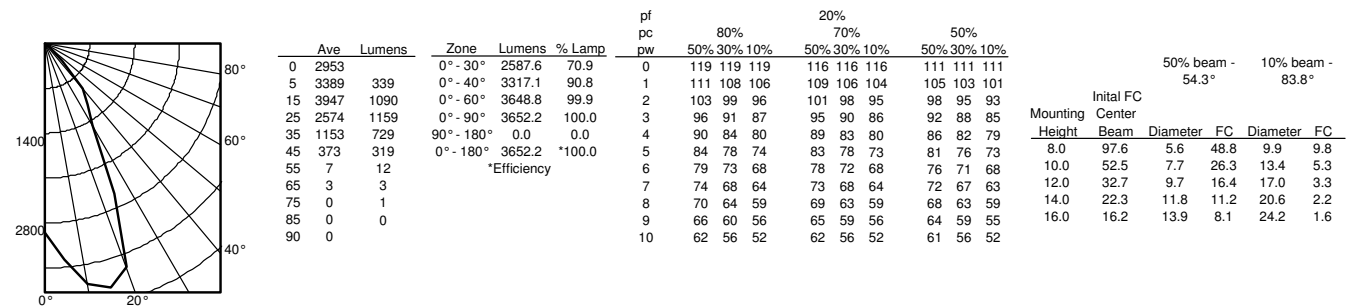 80°
60°
40°
20°
0°
1400
2800
Ave Lumens
0 2953
5 3389 339
15 3947 1090
25 2574 1159
35 1153 729
45 373 319
55 7 12
65 3 3
75 0 1
85 0 0
90 0
Zone Lumens % Lamp
0°- 30° 2587.6 70.9
0°- 40° 3317.1 90.8
0°- 60° 3648.8 99.9
0°- 90° 3652.2 100.0
90°- 180° 0.0 0.0
0°- 180° 3652.2 *100.0
*Efficiency
pf 20%
pc 80% 70% 50%
pw 50% 30% 10% 50% 30% 10% 50% 30% 10%
0 119 119 119 116 116 116 111 111 111
1 111 108 106 109 106 104 105 103 101
2 103 99 96 101 98 95 98 95 93
3 96 91 87 95 90 86 92 88 85
4 90 84 80 89 83 80 86 82 79
5 84 78 74 83 78 73 81 76 73
6 79 73 68 78 72 68 76 71 68
7 74 68 64 73 68 64 72 67 63
8 70 64 59 69 63 59 68 63 59
9 66 60 56 65 59 56 64 59 55
10 62 56 52 62 56 52 61 56 52
50% beam - 10% beam -
54.3° 83.8°
Inital FC
Mounting Center
Height Beam Diameter FC Diameter FC
8.0 97.6 5.6 48.8 9.9 9.8
10.0 52.5 7.7 26.3 13.4 5.3
12.0 32.7 9.7 16.4 17.0 3.3
14.0 22.3 11.8 11.2 20.6 2.2
16.0 16.2 13.9 8.1 24.2 1.6